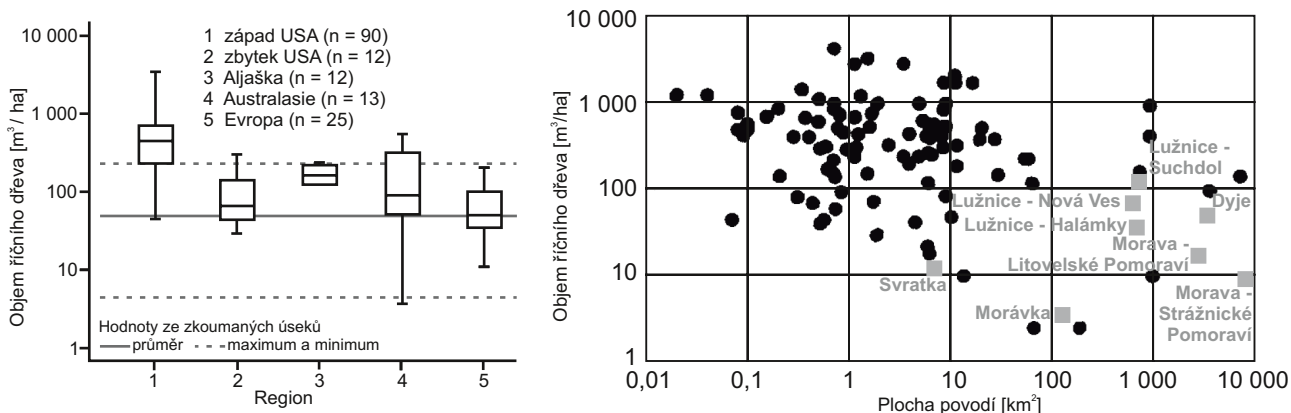 Objem říčního dřeva [m³ / ha]
10 000
1 000
100
10
1
1 západ USA (n = 90)
2 zbytek USA (n = 12)
3 Aljaška (n = 12)
4 Australasie (n = 13)
5 Evropa (n = 25)
Hodnoty ze zkoumaných úseků
průměr
maximum a minimum
1
2
3
4
5
Region
Objem říčního dřeva [m³/ha]
10 000
1 000
100
10
1
Lužnice -
Suchdol
Lužnice - Nová Ves
Dyje
Lužnice - Halámky
Morava -
Litovelské Pomoraví
Svratka
Morava -
Strážnické
Pomoraví
Morávka
0,01
0,1
1
10
100
1 000
10 000
Plocha povodí [km²]